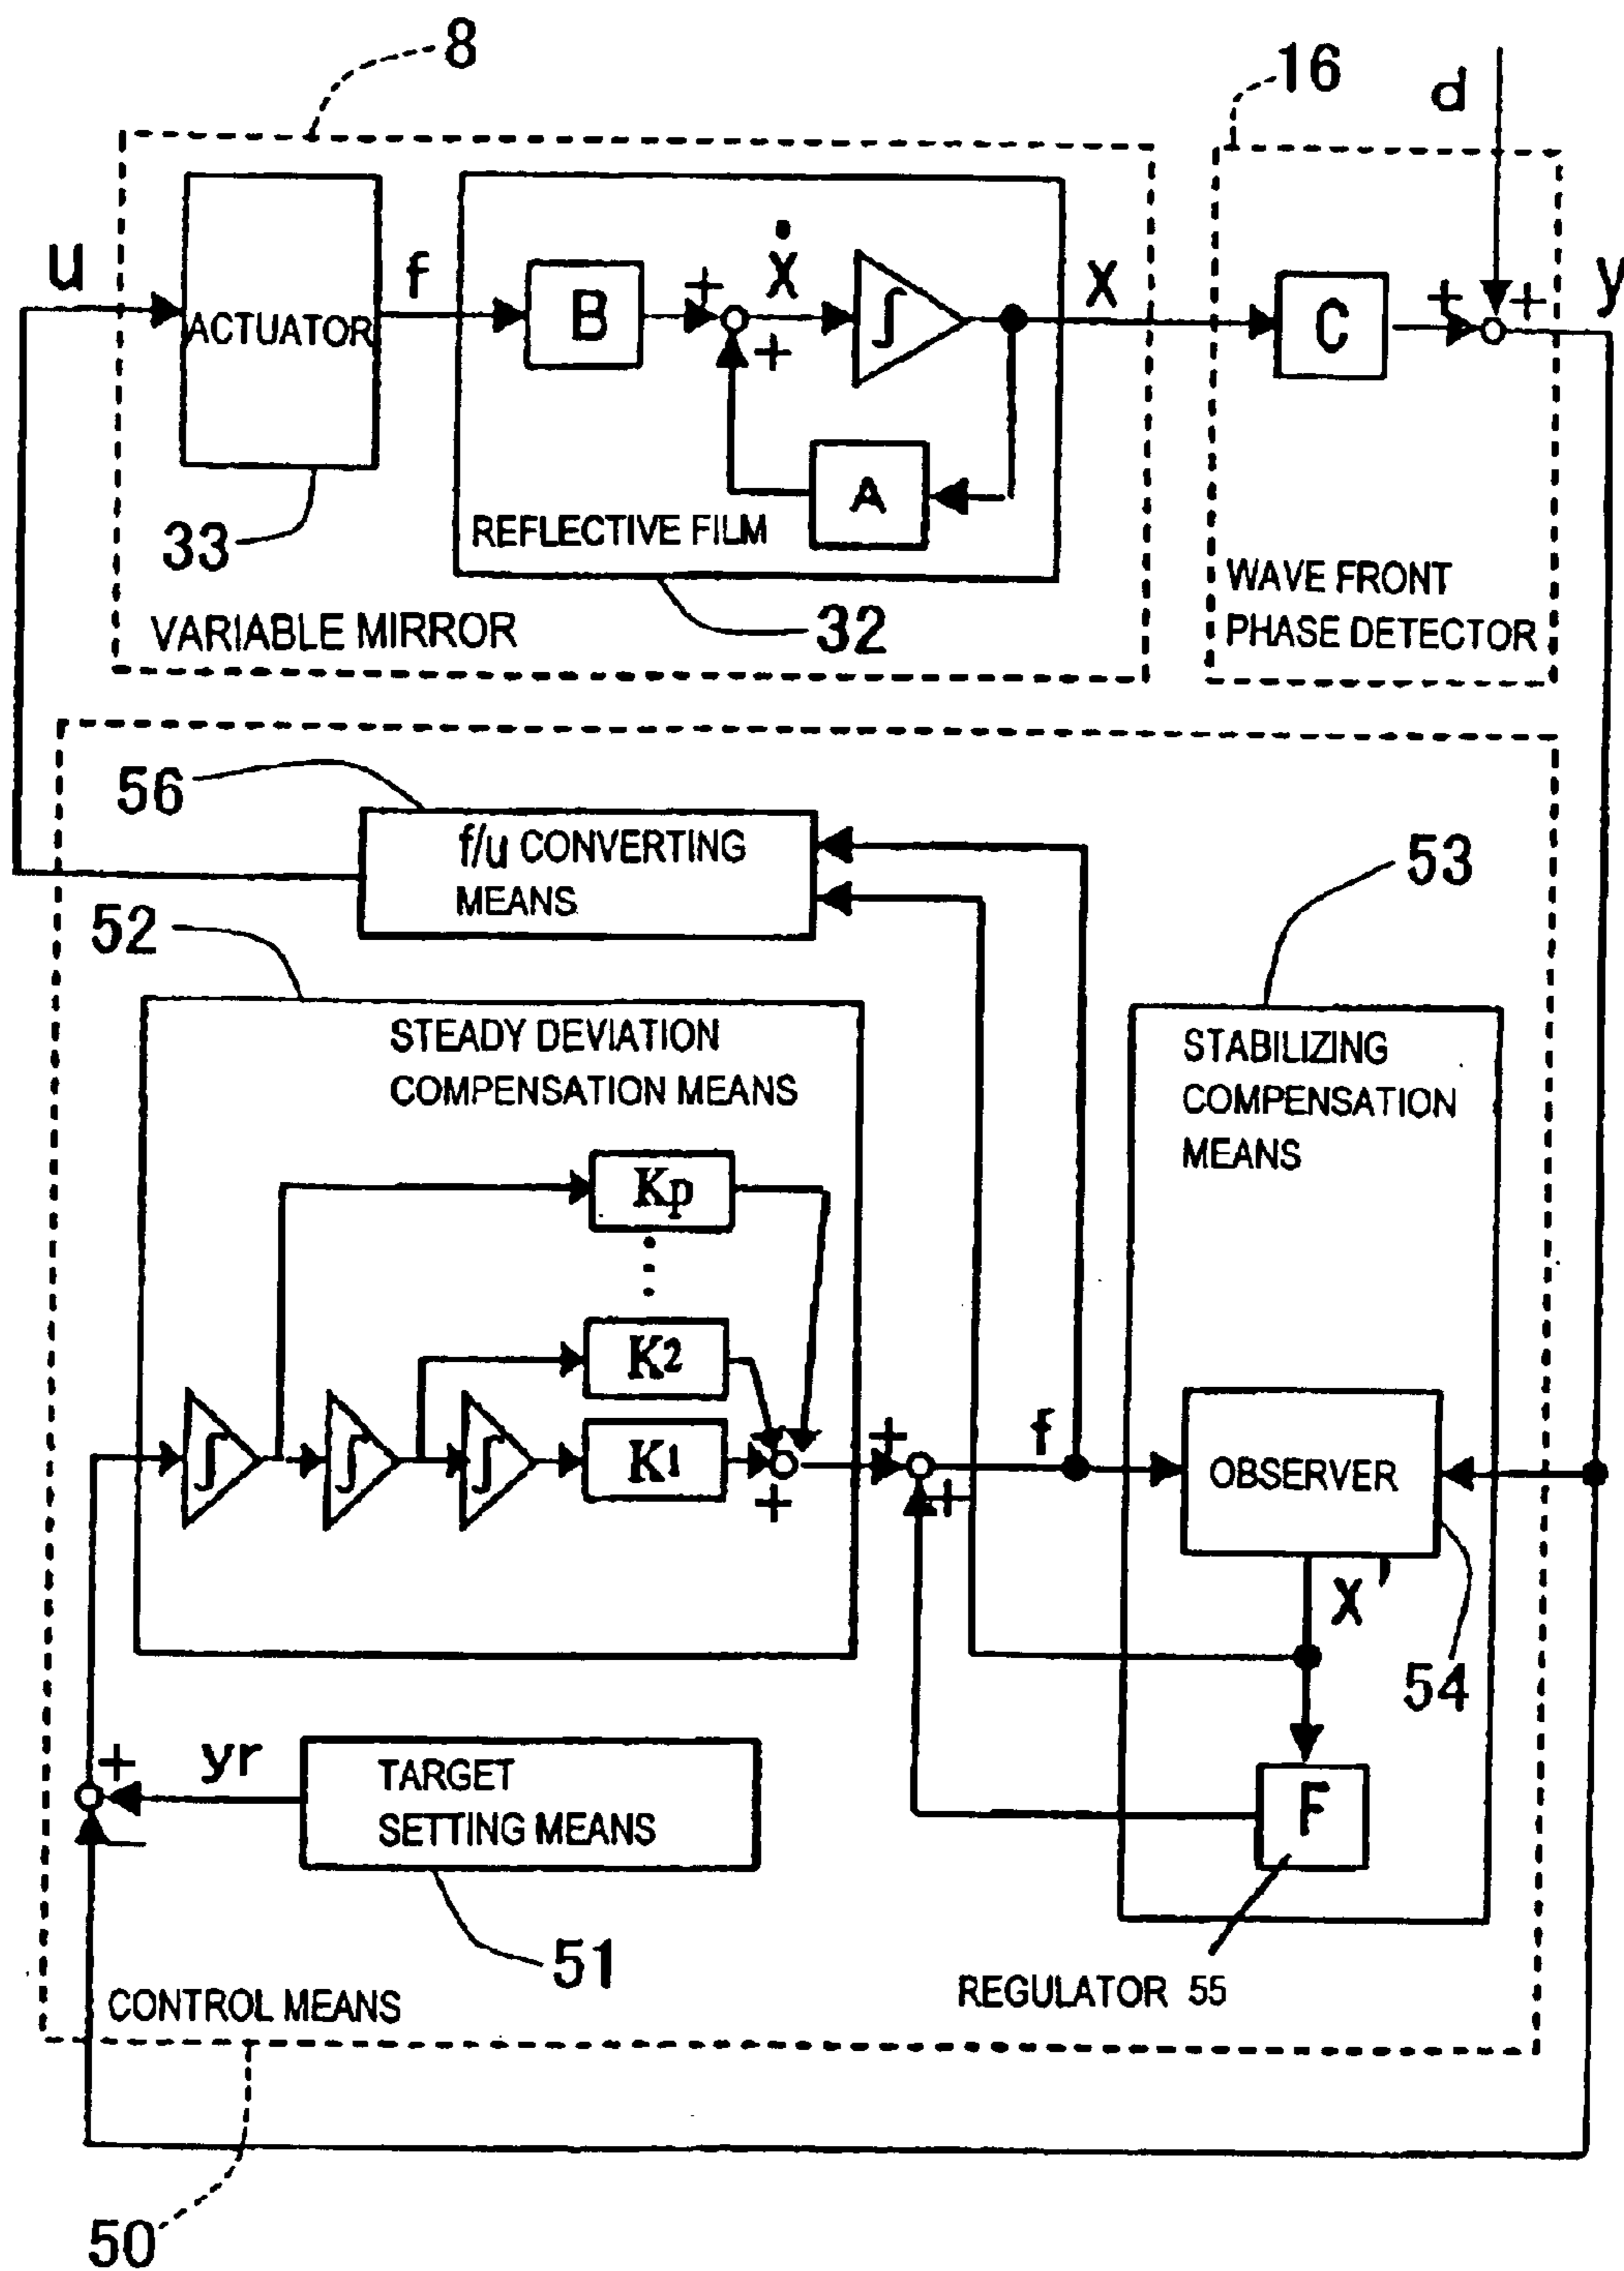 8
16
d
u
ACTUATOR
f
B
+
+
Ẋ
∫
X
C
+
+
y
A
33
REFLECTIVE FILM
32
VARIABLE MIRROR
WAVE FRONT
PHASE DETECTOR
56
f/u CONVERTING
MEANS
53
52
STEADY DEVIATION
COMPENSATION MEANS
STABILIZING
COMPENSATION
MEANS
Kp
K2
∫
∫
∫
K1
+
+
+
f
OBSERVER
X'
54
F
+
yr
TARGET
SETTING MEANS
−
51
REGULATOR 55
CONTROL MEANS
50